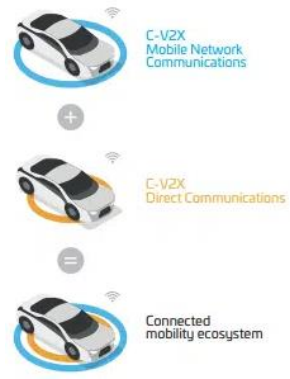 C-V2X
Mobile Network
Communications
+
C-V2X
Direct Communications
=
Connected
mobility ecosystem